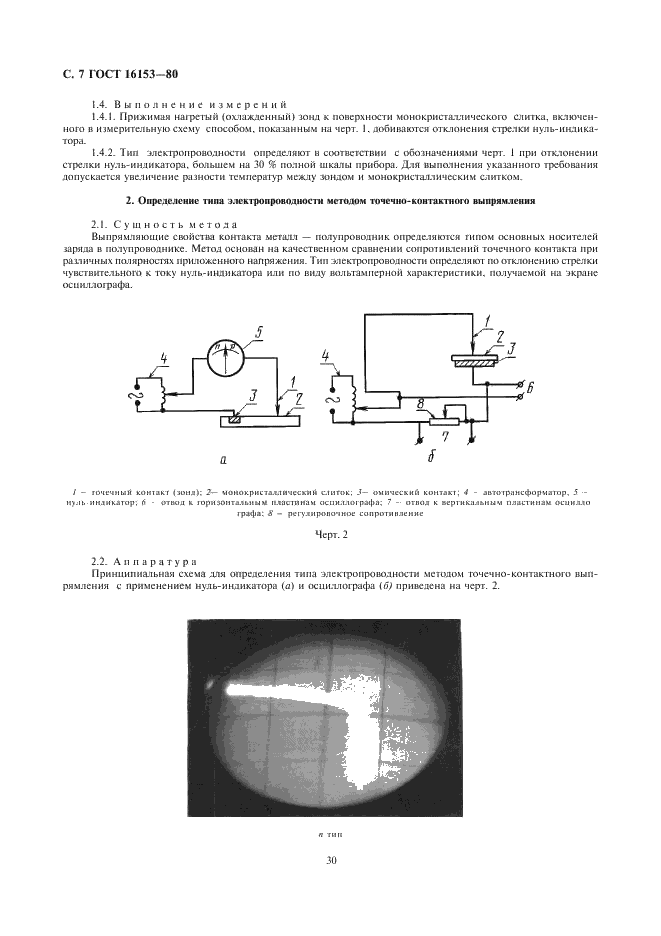 С. 7 ГОСТ 16153—80
1.4. Выполнение измерений
1.4.1. Прижимая нагретый (охлажденный) зонд к поверхности монокристаллического слитка, включен-
ного в измерительную схему способом, показанным на черт. 1, добиваются отклонения стрелки нуль-индика-
тора.
1.4.2. Тип электропроводности определяют в соответствии с обозначениями черт. 1 при отклонении
стрелки нуль-индикатора, большем на 30 % полной шкалы прибора. Для выполнения указанного требования
допускается увеличение разности температур между зондом и монокристаллическим слитком.
2. Определение типа электропроводности методом точечно-контактного выпрямления
2.1. Сущность метода
Выпрямляющие свойства контакта металл — полупроводник определяются типом основных носителей
заряда в полупроводнике. Метод основан на качественном сравнении сопротивлений точечного контакта при
различных полярностях приложенного напряжения. Тип электропроводности определяют по отклонению стрелки
чувствительного к току нуль-индикатора или по виду вольтамперной характеристики, получаемой на экране
осциллографа.
4 n p 5 1 3 2 а
4 1 2 3 6 8 7 б
1 — точечный контакт (зонд); 2— монокристаллический слиток; 3— омический контакт; 4 - автотрансформатор, 5 -
нуль-индикатор; 6 - отвод к горизонтальным пластинам осциллографа; 7 - отвод к вертикальным пластинам осцилло
графа; 8 – регулировочное сопротивление
Черт. 2
2.2. Аппаратура
Принципиальная схема для определения типа электропроводности методом точечно-контактного вып-
рямления с применением нуль-индикатора (а) и осциллографа (б) приведена на черт. 2.
n тип
30